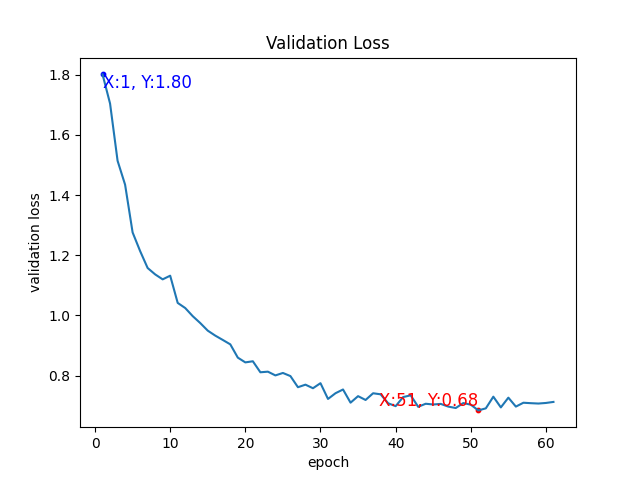 Validation Loss
X:1, Y:1.80
X:51, Y:0.68
validation loss
1.8
1.6
1.4
1.2
1.0
0.8
0 10 20 30 40 50 60
epoch